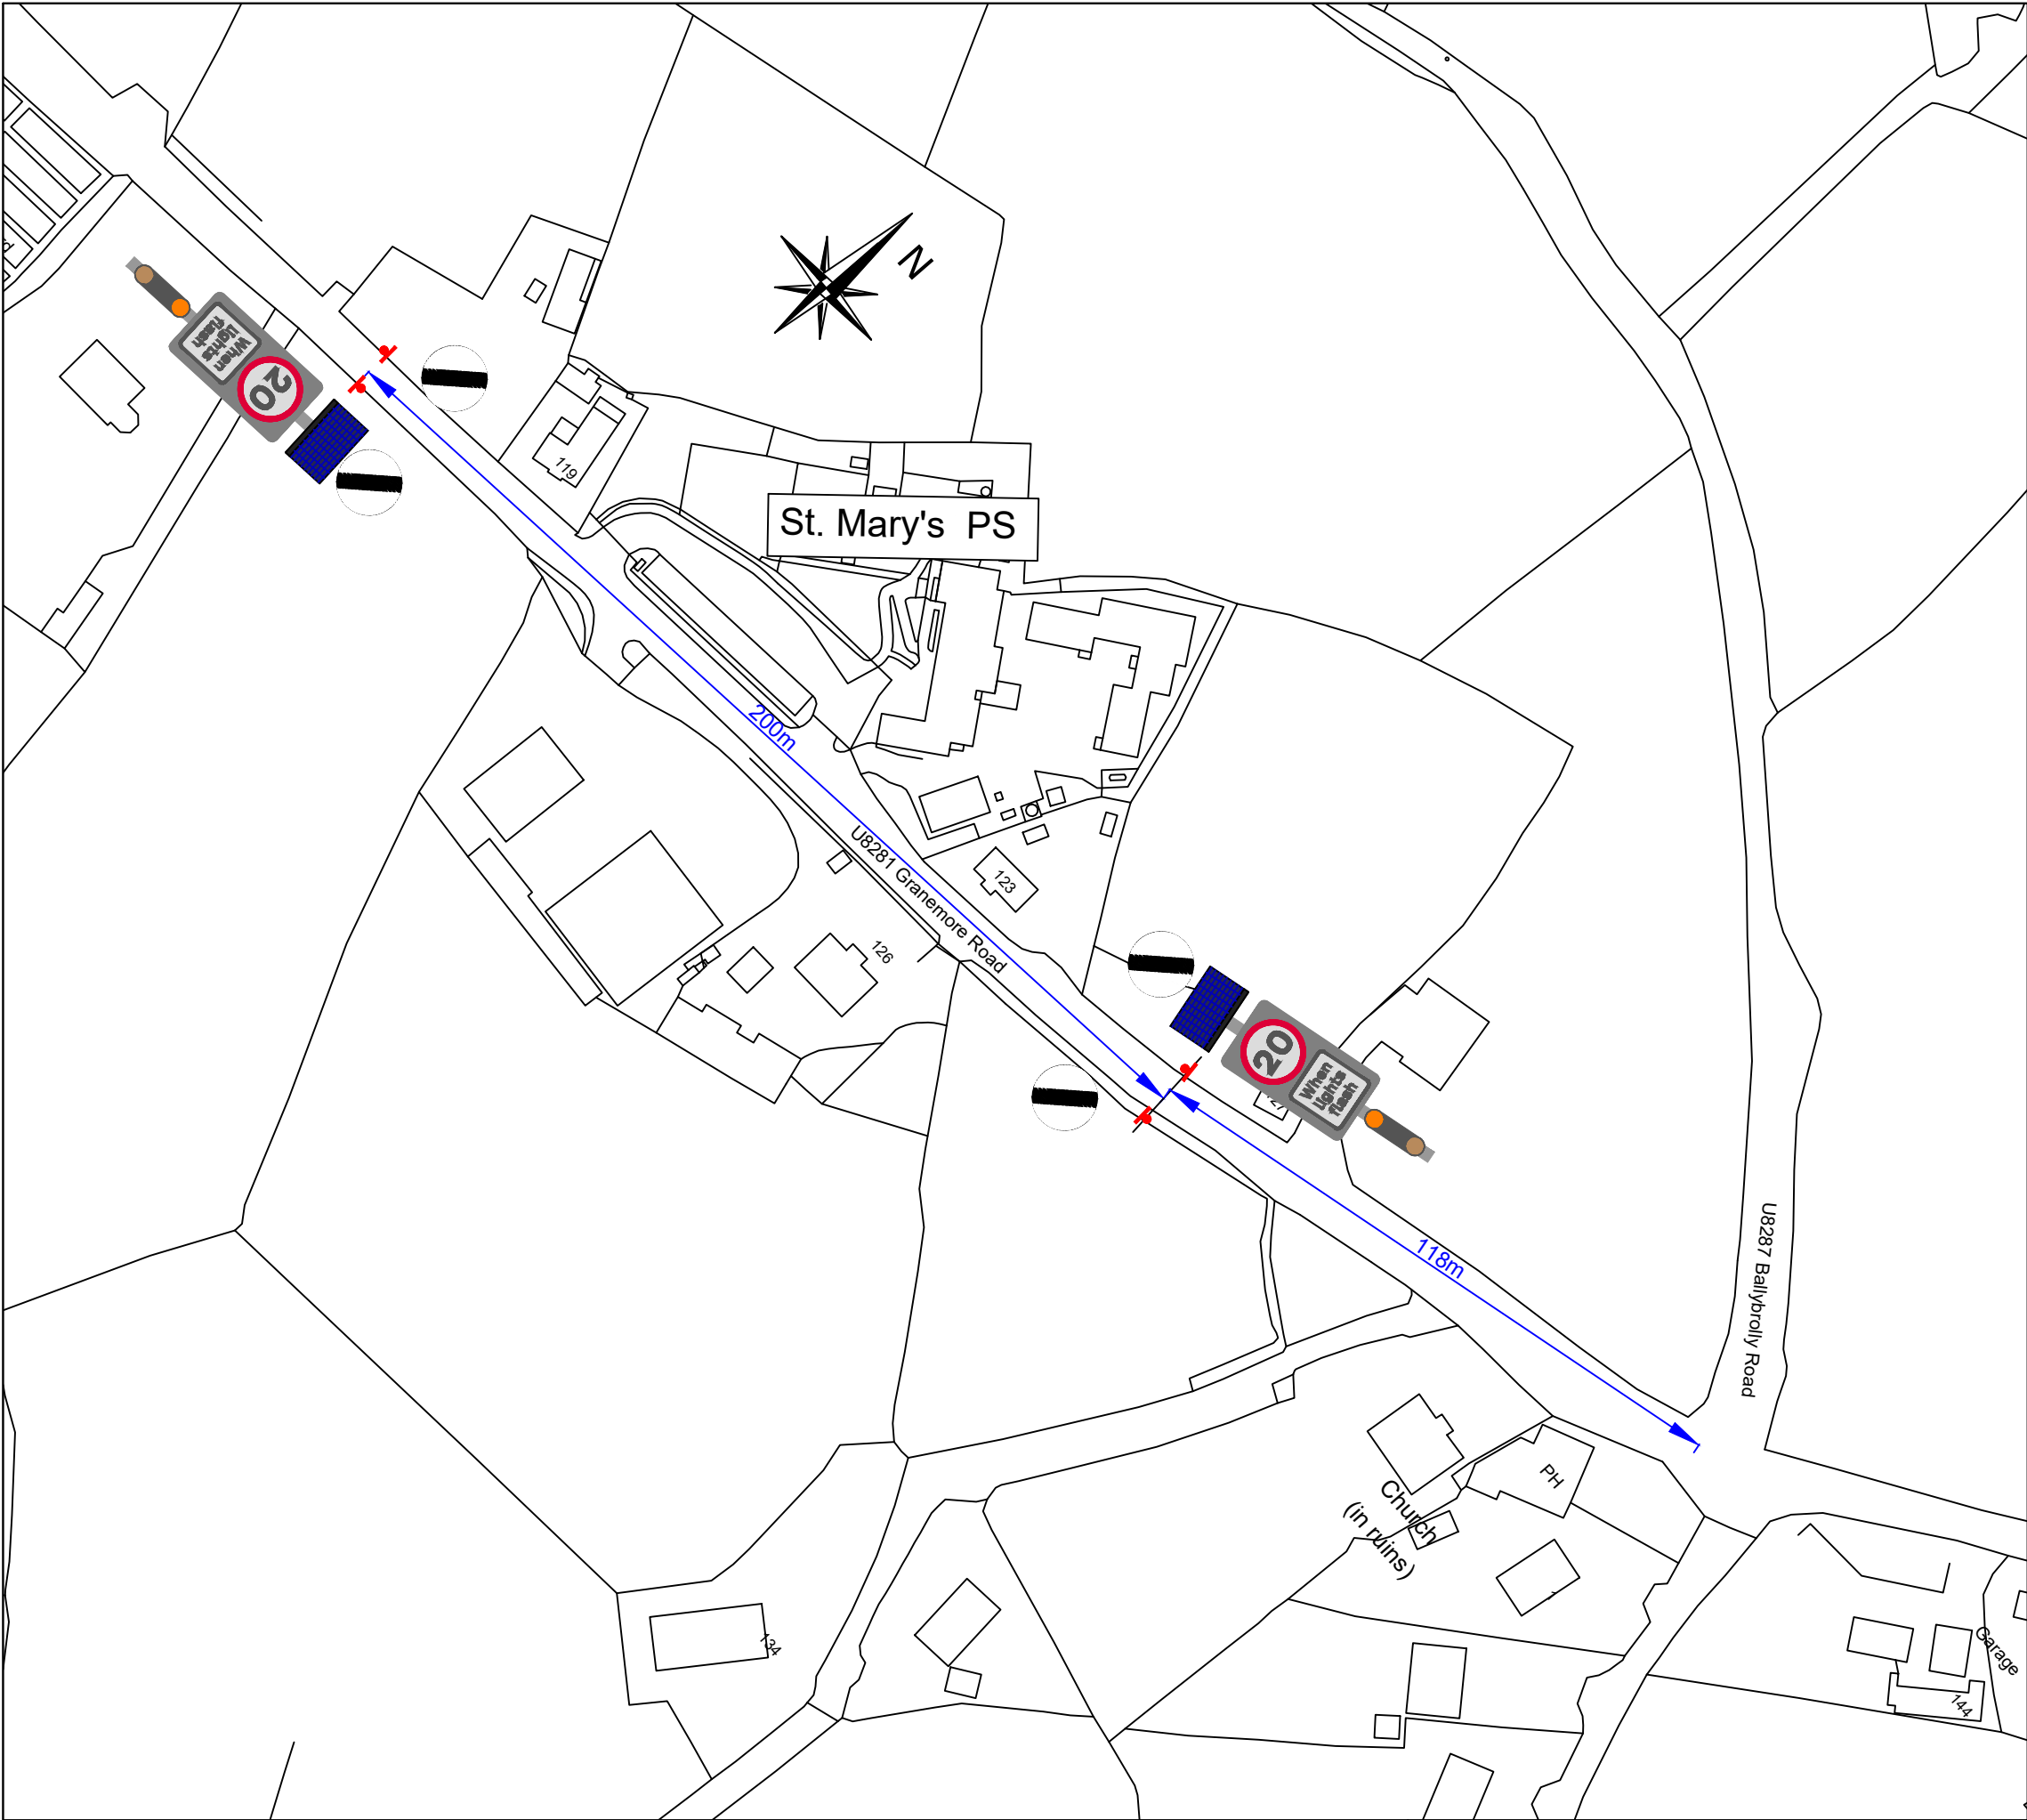 N
When
lights
flash
20
119
St. Mary's PS
200m
U8281 Granemore Road
123
126
20
When
lights
flash
127
118m
U8287 Ballybrolly Road
PH
Church
(in ruins)
134
Garage
144